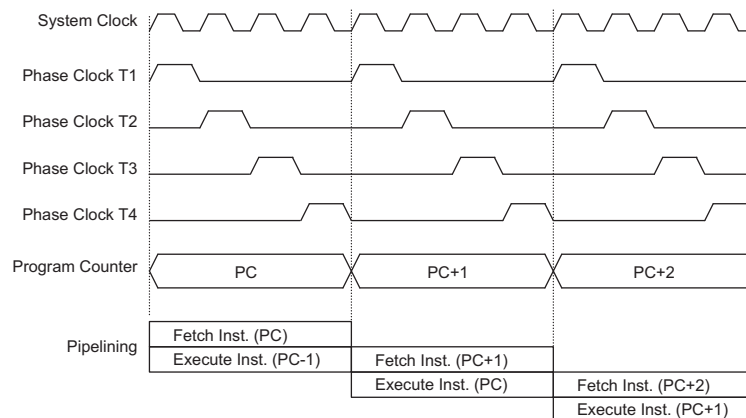 System Clock
Phase Clock T1
Phase Clock T2
Phase Clock T3
Phase Clock T4
Program Counter
PC
PC+1
PC+2
Pipelining
Fetch Inst. (PC)
Execute Inst. (PC-1)
Fetch Inst. (PC+1)
Execute Inst. (PC)
Fetch Inst. (PC+2)
Execute Inst. (PC+1)